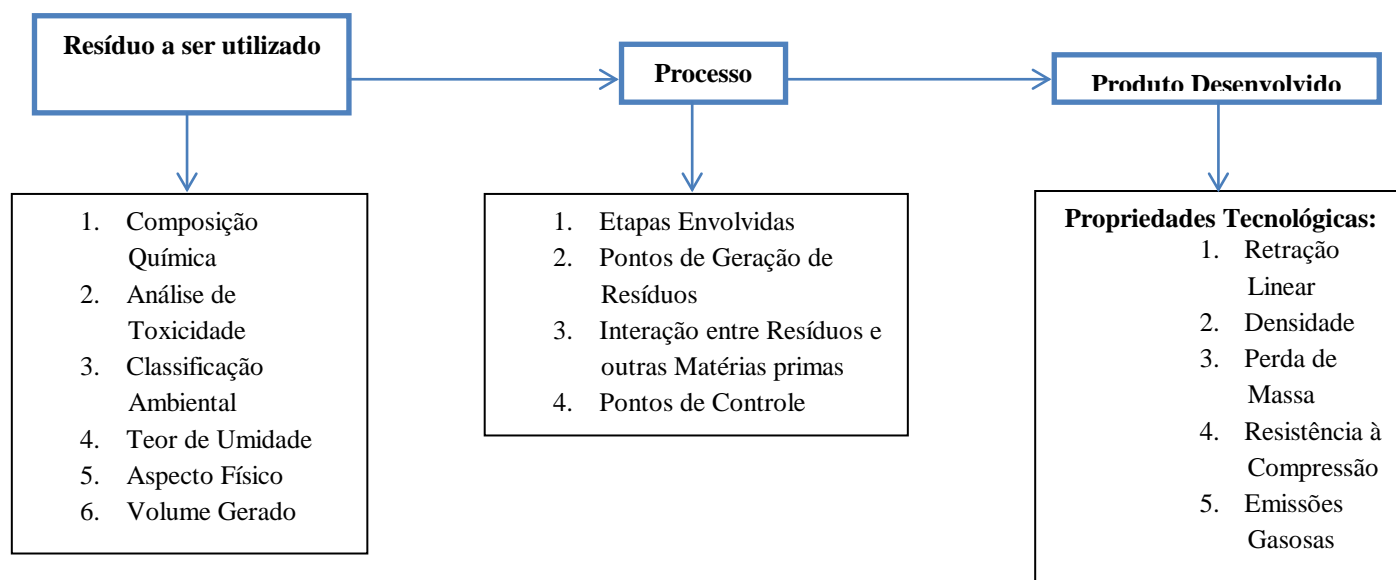 Resíduo a ser utilizado
Processo
Produto Desenvolvido
1. Composição
Química
2. Análise de
Toxicidade
3. Classificação
Ambiental
4. Teor de Umidade
5. Aspecto Físico
6. Volume Gerado
1. Etapas Envolvidas
2. Pontos de Geração de
Resíduos
3. Interação entre Resíduos e
outras Matérias primas
4. Pontos de Controle
Propriedades Tecnológicas:
1. Retração
Linear
2. Densidade
3. Perda de
Massa
4. Resistência à
Compressão
5. Emissões
Gasosas